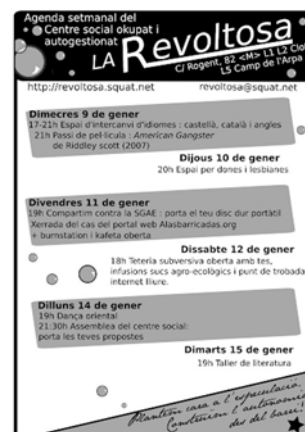 Agenda setmanal del
Centre social okupat i
autogestionat
LA Revoltosa
C/ Rogent, 82 <M> L1 L2 Clot
L5 Camp de l'Arpa
http://revoltosa.squat.net
revoltosa@squat.net
Dimecres 9 de gener
17-21h Espai d'intercanvi d'idiomes : castellà, català i angles
21h Passi de pel·licula : American Gangster
de Riddley scott (2007)
Dijous 10 de gener
20h Espai per dones i lesbianes
Divendres 11 de gener
19h Compartim contra la SGAE : porta el teu disc dur portàtil
Xerrada del cas del portal web Alasbarricadas.org
+ burnstation i kafeta oberta
Dissabte 12 de gener
18h Teteria subversiva oberta amb tes,
infusions sucs agro-ecològics i punt de trobada
internet lliure.
Dilluns 14 de gener
19h Dança oriental
21:30h Assemblea del centre social:
porta les teves propostes
Dimarts 15 de gener
19h Taller de literatura
Plantem cara a l'especulació,
Construïm l'autonomia
des del barri!